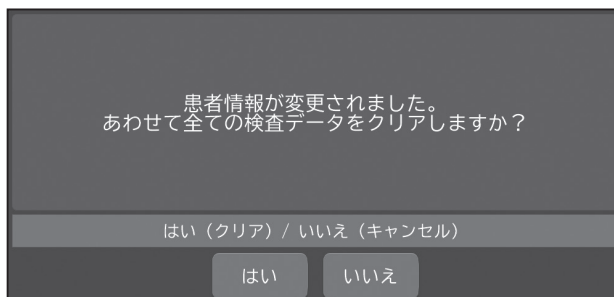 患者情報が変更されました。
あわせて全ての検査データをクリアしますか？
はい（クリア）/ いいえ（キャンセル）
はい
いいえ